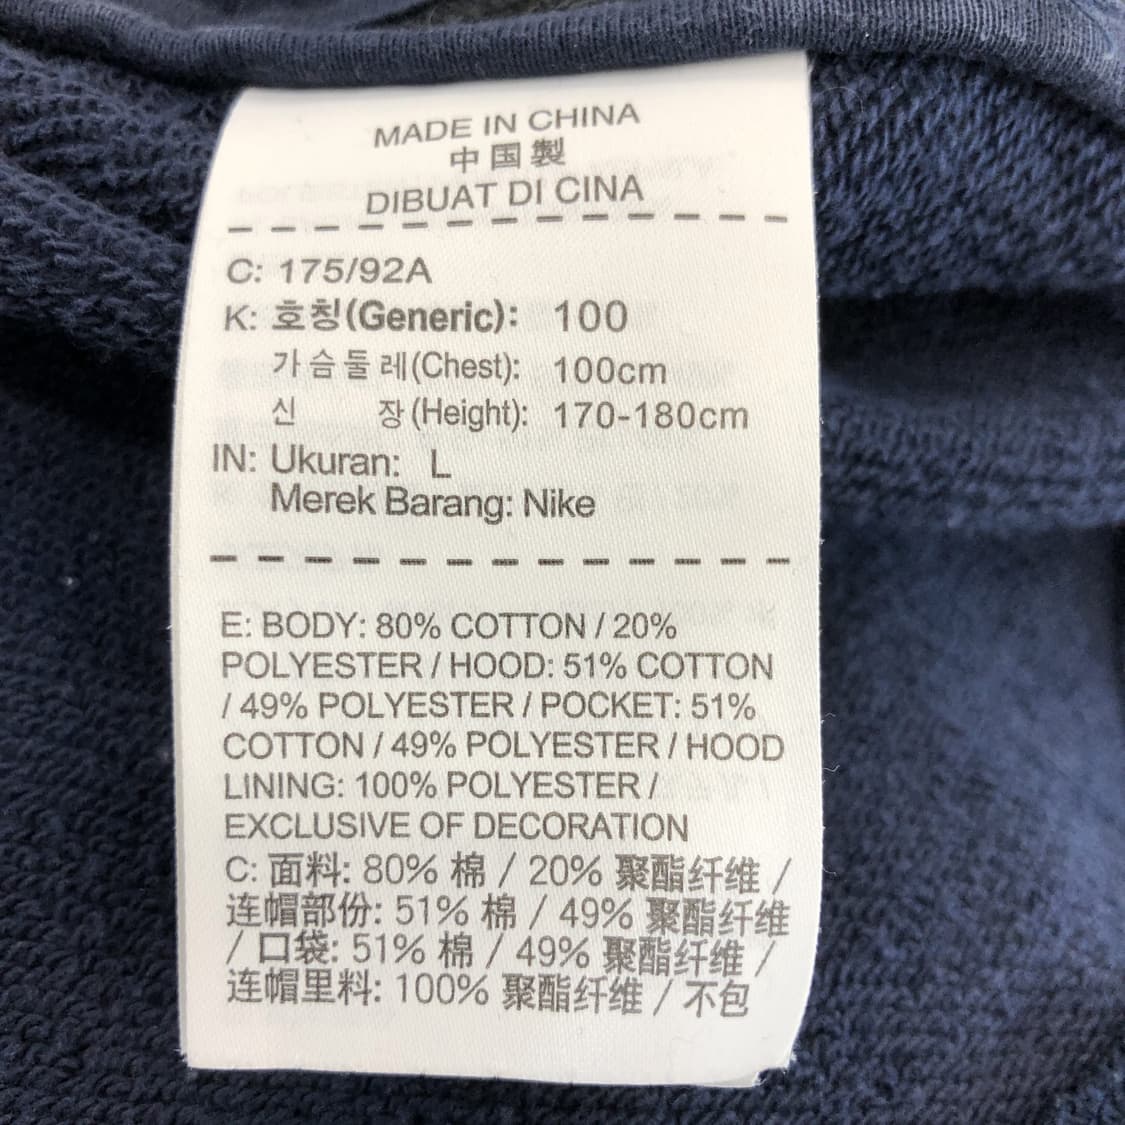 MADE IN CHINA
中国製
DIBUAT DI CINA
C: 175/92A
K: 호칭(Generic): 100
가슴둘레(Chest): 100cm
신 장(Height): 170-180cm
IN: Ukuran: L
Merek Barang: Nike
E: BODY: 80% COTTON / 20%
POLYESTER / HOOD: 51% COTTON
/ 49% POLYESTER / POCKET: 51%
COTTON / 49% POLYESTER / HOOD
LINING: 100% POLYESTER /
EXCLUSIVE OF DECORATION
C: 面料: 80% 棉 / 20% 聚酯纤维 /
连帽部份: 51% 棉 / 49% 聚酯纤维
/ 口袋: 51% 棉 / 49% 聚酯纤维 /
连帽里料: 100% 聚酯纤维 / 不包